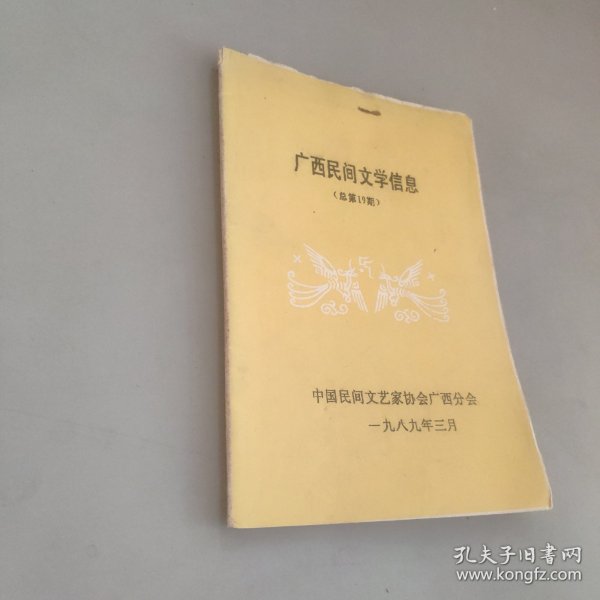 广西民间文学信息
（总第19期）
中国民间文艺家协会广西分会
一九八九年三月
孔夫子旧书网
www.kongfz.com